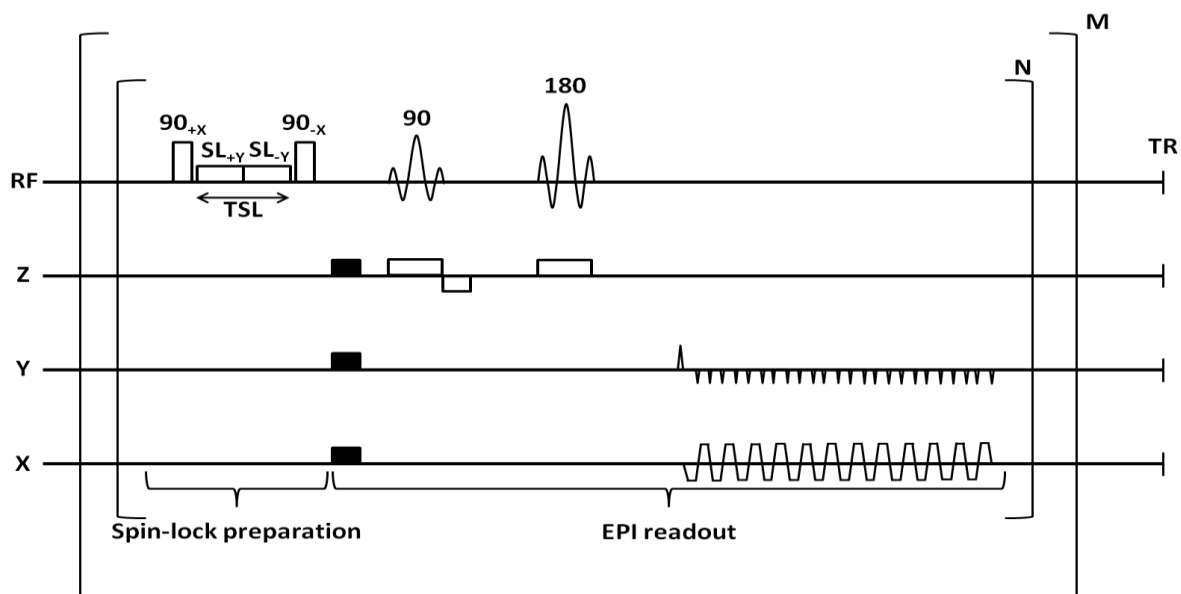 M
N
180
90
90+X
SL+Y
SL-Y
90-X
TR
RF
TSL
Z
Y
X
Spin-lock preparation
EPI readout